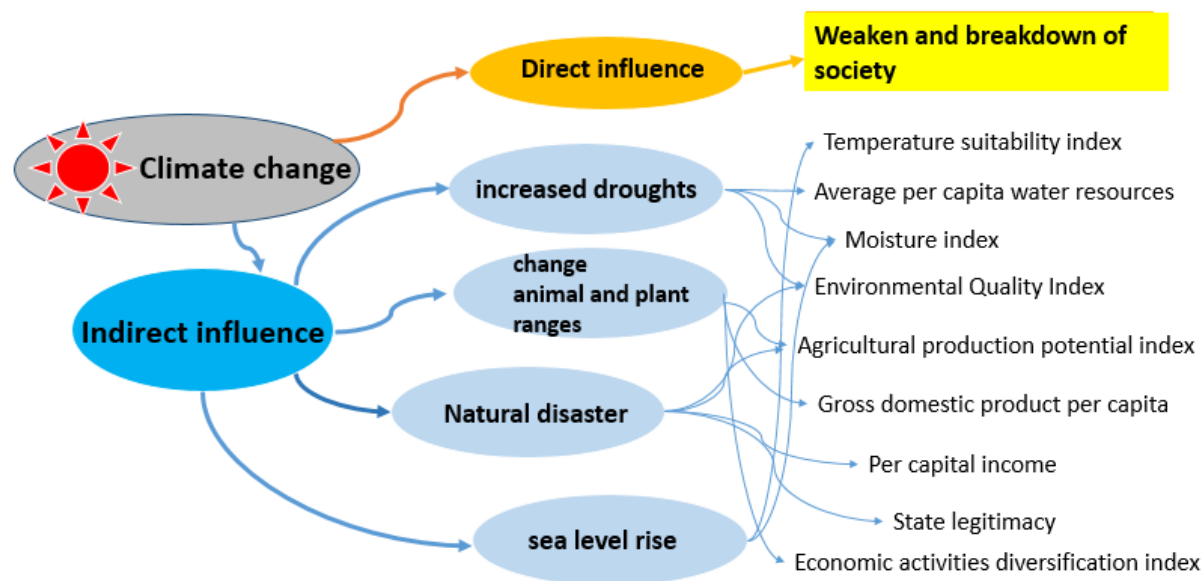 Weaken and breakdown of
society
Direct influence
Climate change
Temperature suitability index
increased droughts
Average per capita water resources
Moisture index
change
animal and plant
ranges
Environmental Quality Index
Indirect influence
Agricultural production potential index
Natural disaster
Gross domestic product per capita
Per capital income
State legitimacy
sea level rise
Economic activities diversification index